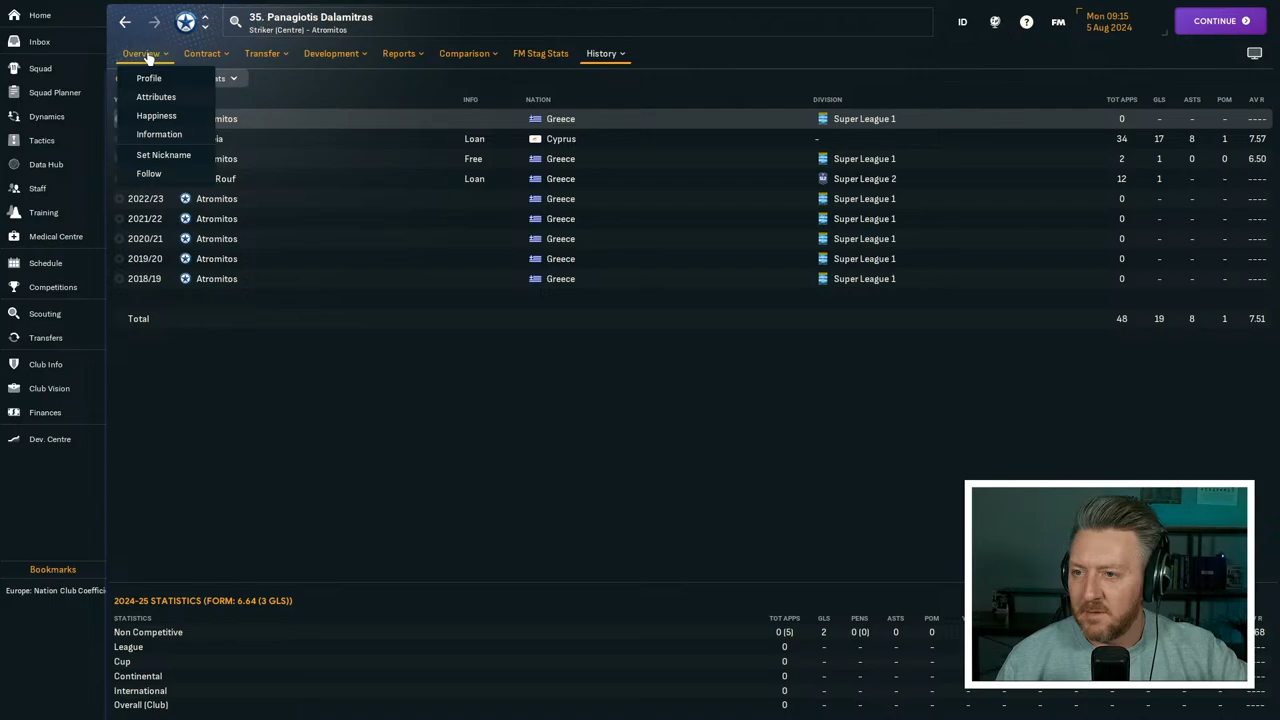 Home
35. Panagiotis Dalamitras
Striker (Centre) - Atromitos
ID
FM
Mon 09:15
5 Aug 2024
CONTINUE
Inbox
Squad
Squad Planner
Dynamics
Tactics
Data Hub
Staff
Training
Medical Centre
Schedule
Competitions
Scouting
Transfers
Club Info
Club Vision
Finances
Dev. Centre
Bookmarks
Europe: Nation Club Coeffici
Overview Contract Transfer Development Reports Comparison FM Stag Stats History
Profile
Attributes
Happiness
Information
Set Nickname
Follow
INFO NATION DIVISION TOT APPS GLS ASTS POM AV R
Greece Super League 1 0 - - - ----
Loan Cyprus - 34 17 8 1 7.57
Free Greece Super League 1 2 1 0 0 6.50
Rouf Loan Greece Super League 2 12 1 - - ----
2022/23 Atromitos Greece Super League 1 0 - - - ----
2021/22 Atromitos Greece Super League 1 0 - - - ----
2020/21 Atromitos Greece Super League 1 0 - - - ----
2019/20 Atromitos Greece Super League 1 0 - - - ----
2018/19 Atromitos Greece Super League 1 0 - - - ----
Total 48 19 8 1 7.51
2024-25 STATISTICS (FORM: 6.64 (3 GLS))
STATISTICS TOT APPS GLS PENS ASTS POM AV R
Non Competitive 0 (5) 2 0 (0) 0 0
League 0 - - - -
Cup 0 - - - -
Continental 0 - - - -
International 0 - - - -
Overall (Club) 0 - - - -